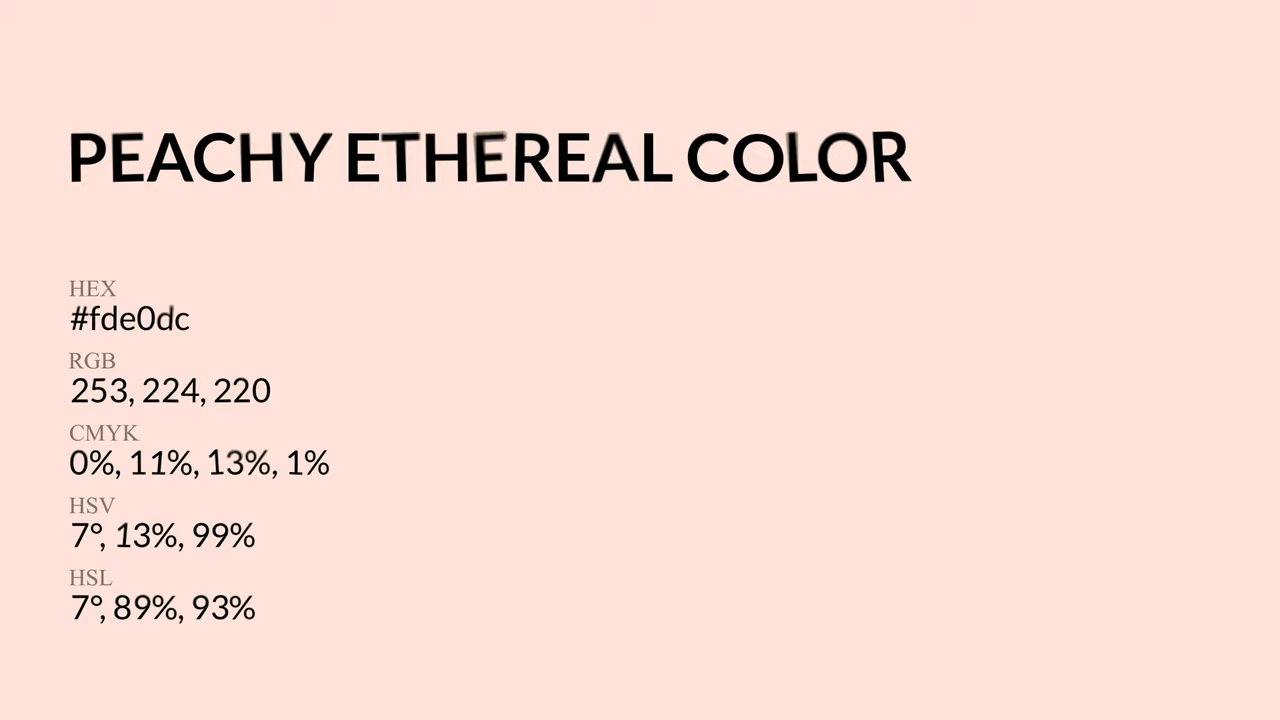 PEACHY ETHEREAL COLOR
HEX
#fde0dc
RGB
253, 224, 220
CMYK
0%, 11%, 13%, 1%
HSV
7°, 13%, 99%
HSL
7°, 89%, 93%